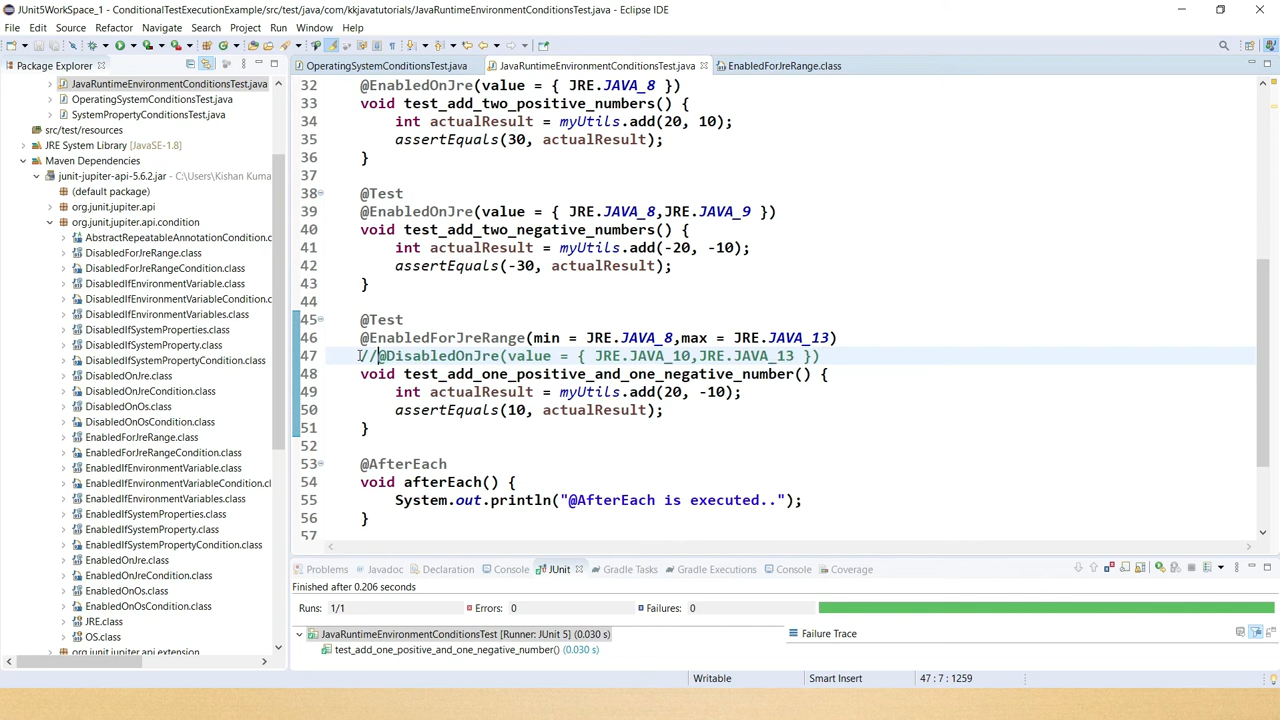 JUnit5WorkSpace_1 - ConditionalTestExecutionExample/src/test/java/com/kkjavatutorials/JavaRuntimeEnvironmentConditionsTest.java - Eclipse IDE
File Edit Source Refactor Navigate Search Project Run Window Help
Package Explorer
JavaRuntimeEnvironmentConditionsTest.java
OperatingSystemConditionsTest.java
SystemPropertyConditionsTest.java
src/test/resources
JRE System Library [JavaSE-1.8]
Maven Dependencies
junit-jupiter-api-5.6.2.jar - C:\Users\Kishan Kuma
(default package)
org.junit.jupiter.api
org.junit.jupiter.api.condition
AbstractRepeatableAnnotationCondition.c
DisabledForJreRange.class
DisabledForJreRangeCondition.class
DisabledIfEnvironmentVariable.class
DisabledIfEnvironmentVariableCondition.c
DisabledIfEnvironmentVariables.class
DisabledIfSystemProperties.class
DisabledIfSystemProperty.class
DisabledIfSystemPropertyCondition.class
DisabledOnJre.class
DisabledOnJreCondition.class
DisabledOnOs.class
DisabledOnOsCondition.class
EnabledForJreRange.class
EnabledForJreRangeCondition.class
EnabledIfEnvironmentVariable.class
EnabledIfEnvironmentVariableCondition.cl
EnabledIfEnvironmentVariables.class
EnabledIfSystemProperties.class
EnabledIfSystemProperty.class
EnabledIfSystemPropertyCondition.class
EnabledOnJre.class
EnabledOnJreCondition.class
EnabledOnOs.class
EnabledOnOsCondition.class
JRE.class
OS.class
org.junit.jupiter.api.extension
OperatingSystemConditionsTest.java JavaRuntimeEnvironmentConditionsTest.java EnabledForJreRange.class
32 @EnabledOnJre(value = { JRE.JAVA_8 })
33 void test_add_two_positive_numbers() {
34 int actualResult = myUtils.add(20, 10);
35 assertEquals(30, actualResult);
36 }
37
38 @Test
39 @EnabledOnJre(value = { JRE.JAVA_8,JRE.JAVA_9 })
40 void test_add_two_negative_numbers() {
41 int actualResult = myUtils.add(-20, -10);
42 assertEquals(-30, actualResult);
43 }
44
45 @Test
46 @EnabledForJreRange(min = JRE.JAVA_8,max = JRE.JAVA_13)
47 //@DisabledOnJre(value = { JRE.JAVA_10,JRE.JAVA_13 })
48 void test_add_one_positive_and_one_negative_number() {
49 int actualResult = myUtils.add(20, -10);
50 assertEquals(10, actualResult);
51 }
52
53 @AfterEach
54 void afterEach() {
55 System.out.println("@AfterEach is executed..");
56 }
57
Problems Javadoc Declaration Console JUnit Gradle Tasks Gradle Executions Console Coverage
Finished after 0.206 seconds
Runs: 1/1 Errors: 0 Failures: 0
JavaRuntimeEnvironmentConditionsTest [Runner: JUnit 5] (0.030 s)
test_add_one_positive_and_one_negative_number() (0.030 s)
Failure Trace
Writable Smart Insert 47 : 7 : 1259